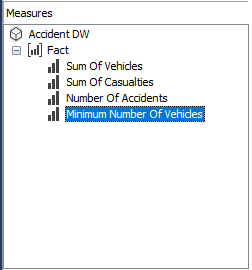 Measures
Accident DW
Fact
Sum Of Vehicles
Sum Of Casualties
Number Of Accidents
Minimum Number Of Vehicles